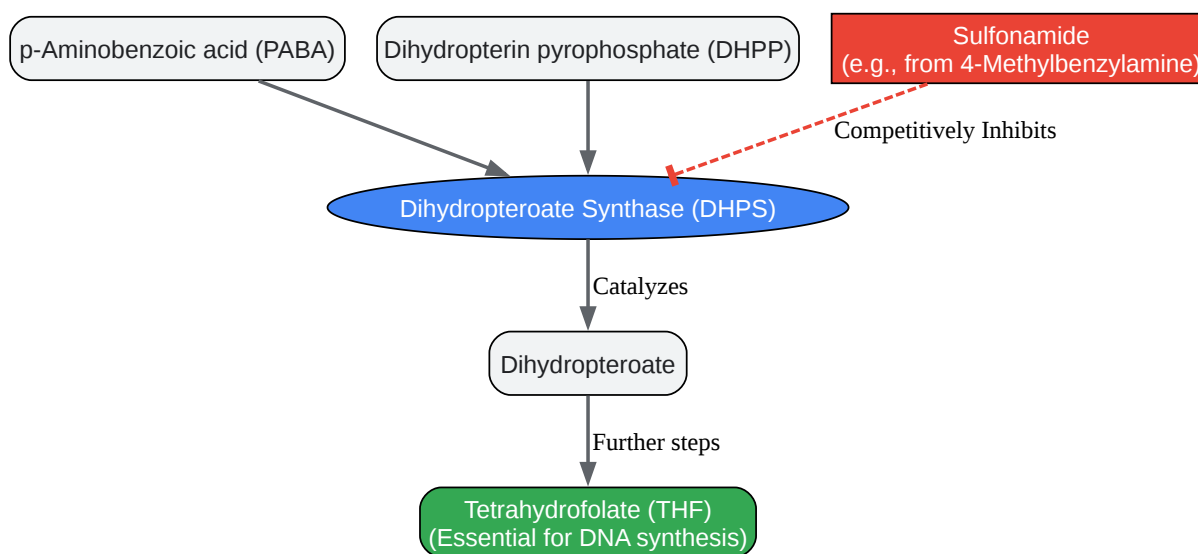 p-Aminobenzoic acid (PABA)
Dihydropterin pyrophosphate (DHPP)
Sulfonamide
(e.g., from 4-Methylbenzylamine)
Competitively Inhibits
Dihydropteroate Synthase (DHPS)
Catalyzes
Dihydropteroate
Further steps
Tetrahydrofolate (THF)
(Essential for DNA synthesis)